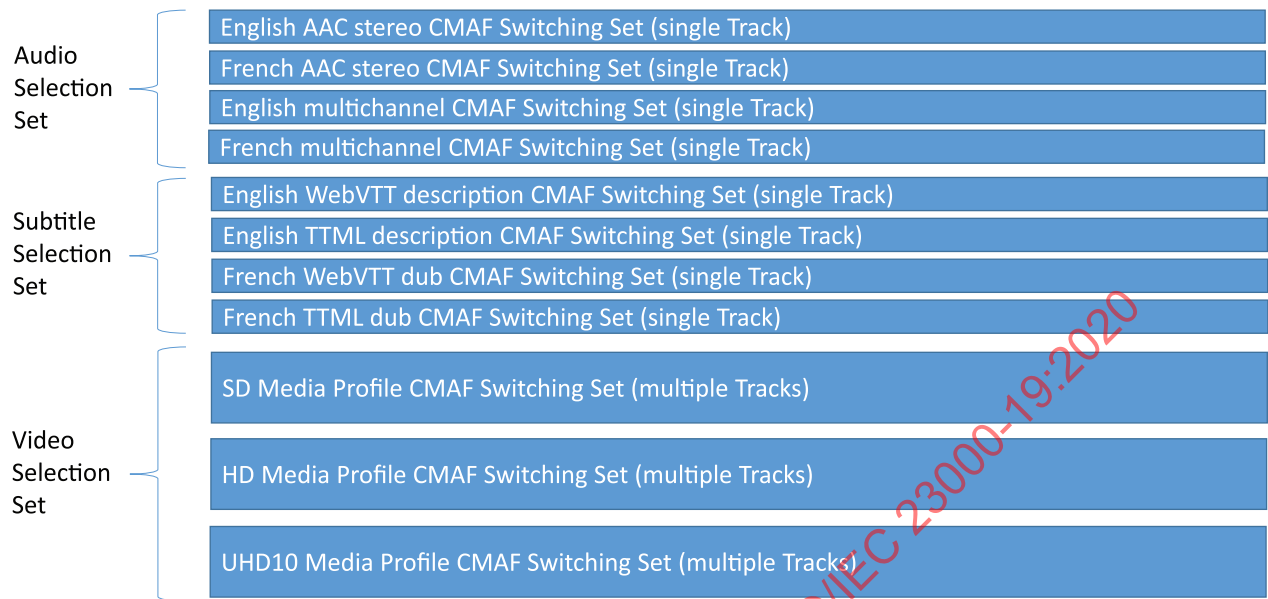 Audio
Selection
Set
English AAC stereo CMAF Switching Set (single Track)
French AAC stereo CMAF Switching Set (single Track)
English multichannel CMAF Switching Set (single Track)
French multichannel CMAF Switching Set (single Track)
Subtitle
Selection
Set
English WebVTT description CMAF Switching Set (single Track)
English TTML description CMAF Switching Set (single Track)
French WebVTT dub CMAF Switching Set (single Track)
French TTML dub CMAF Switching Set (single Track)
Video
Selection
Set
SD Media Profile CMAF Switching Set (multiple Tracks)
HD Media Profile CMAF Switching Set (multiple Tracks)
UHD10 Media Profile CMAF Switching Set (multiple Tracks)
/IEC 23000-19:2020